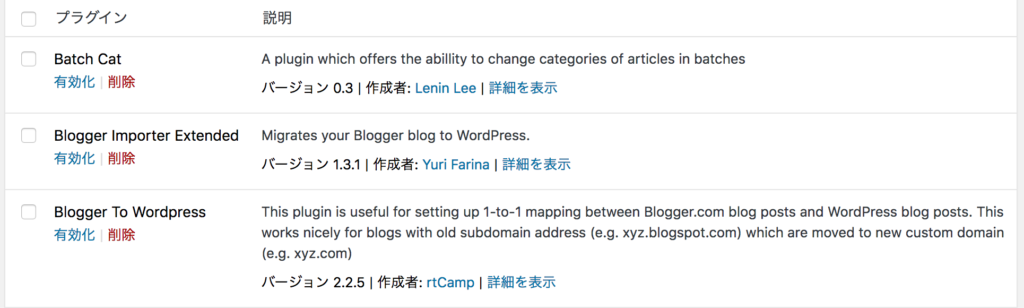 プラグイン 説明
Batch Cat A plugin which offers the abillity to change categories of articles in batches
有効化 | 削除 バージョン 0.3 | 作成者: Lenin Lee | 詳細を表示
Blogger Importer Extended Migrates your Blogger blog to WordPress.
有効化 | 削除 バージョン 1.3.1 | 作成者: Yuri Farina | 詳細を表示
Blogger To Wordpress This plugin is useful for setting up 1-to-1 mapping between Blogger.com blog posts and WordPress blog posts. This
有効化 | 削除 works nicely for blogs with old subdomain address (e.g. xyz.blogspot.com) which are moved to new custom domain
(e.g. xyz.com)
バージョン 2.2.5 | 作成者: rtCamp | 詳細を表示